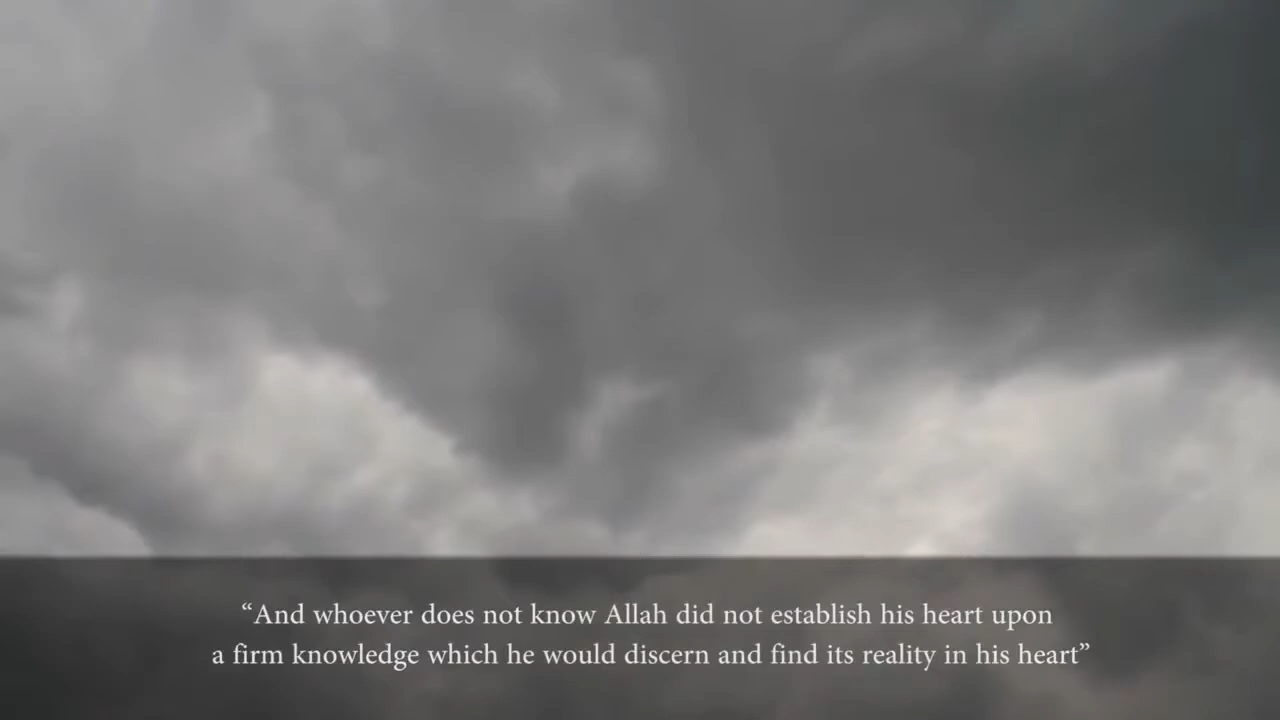 “And whoever does not know Allah did not establish his heart upon
a firm knowledge which he would discern and find its reality in his heart”